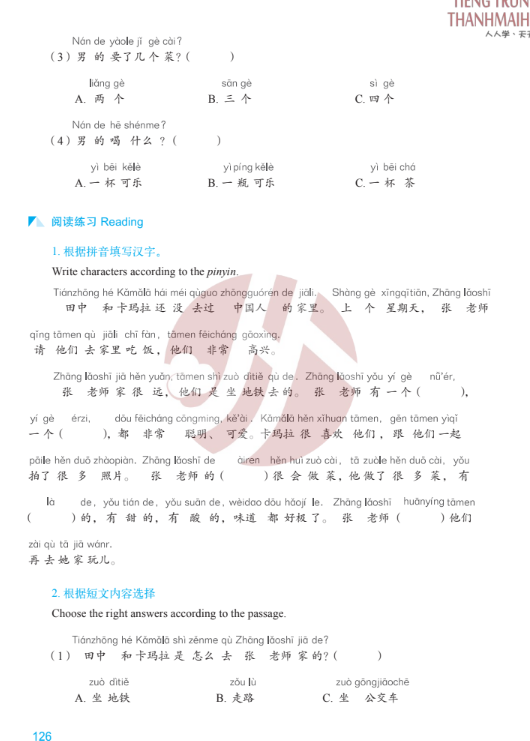 TIENG TRUN
THANHMAIH
人人学·天
Nán de yàole jǐ gè cài?
(3) 男 的 要了几个菜?( )
liǎng gè sān gè sì gè
A. 两 个 B. 三 个 C. 四 个
Nán de hē shénme?
(4) 男 的 喝 什么 ? ( )
yì bēi kělè yì píng kělè yì bēi chá
A. 一 杯 可乐 B. 一 瓶 可乐 C. 一 杯 茶
阅读练习 Reading
1. 根据拼音填写汉字。
Write characters according to the pinyin.
Tiánzhōng hé Kǎmǎlā hái méi qùguo zhōngguórén de jiālǐ. Shàng gè xīngqītiān, Zhāng lǎoshī
田中 和 卡玛拉 还 没 去过 中国人 的 家里。 上 个 星期天, 张 老师
qǐng tāmen qù jiālǐ chī fàn, tāmen fēicháng gāoxìng.
请 他们 去 家里 吃 饭, 他们 非常 高兴。
Zhāng lǎoshī jiā hěn yuǎn, tāmen shì zuò dìtiě qù de. Zhāng lǎoshī yǒu yí gè nǚ'ér,
张 老师 家 很 远, 他们 是 坐 地铁 去 的。 张 老师 有 一 个 ( ),
yí gè érzi, dōu fēicháng cōngming, kě'ài. Kǎmǎlā hěn xǐhuan tāmen, gēn tāmen yìqǐ
一 个 ( ), 都 非常 聪明、 可爱。 卡玛拉 很 喜欢 他们, 跟 他们 一起
pāile hěn duō zhàopiàn. Zhāng lǎoshī de àiren hěn huì zuò cài, tā zuòle hěn duō cài, yǒu
拍了 很 多 照片。 张 老师 的 ( ) 很 会 做 菜, 他 做了 很 多 菜, 有
là de, yǒu tián de, yǒu suān de, wèidao dōu hǎojí le. Zhāng lǎoshī huānyíng tāmen
( ) 的, 有 甜 的, 有 酸 的, 味道 都 好极 了。 张 老师 ( ) 他们
zài qù tā jiā wánr.
再 去 她 家 玩儿。
2. 根据短文内容选择
Choose the right answers according to the passage.
Tiánzhōng hé Kǎmǎlā shì zěnme qù Zhāng lǎoshī jiā de?
(1) 田中 和 卡玛拉 是 怎么 去 张 老师 家 的? ( )
zuò dìtiě zǒu lù zuò gōngjiāochē
A. 坐 地铁 B. 走路 C. 坐 公交车
126